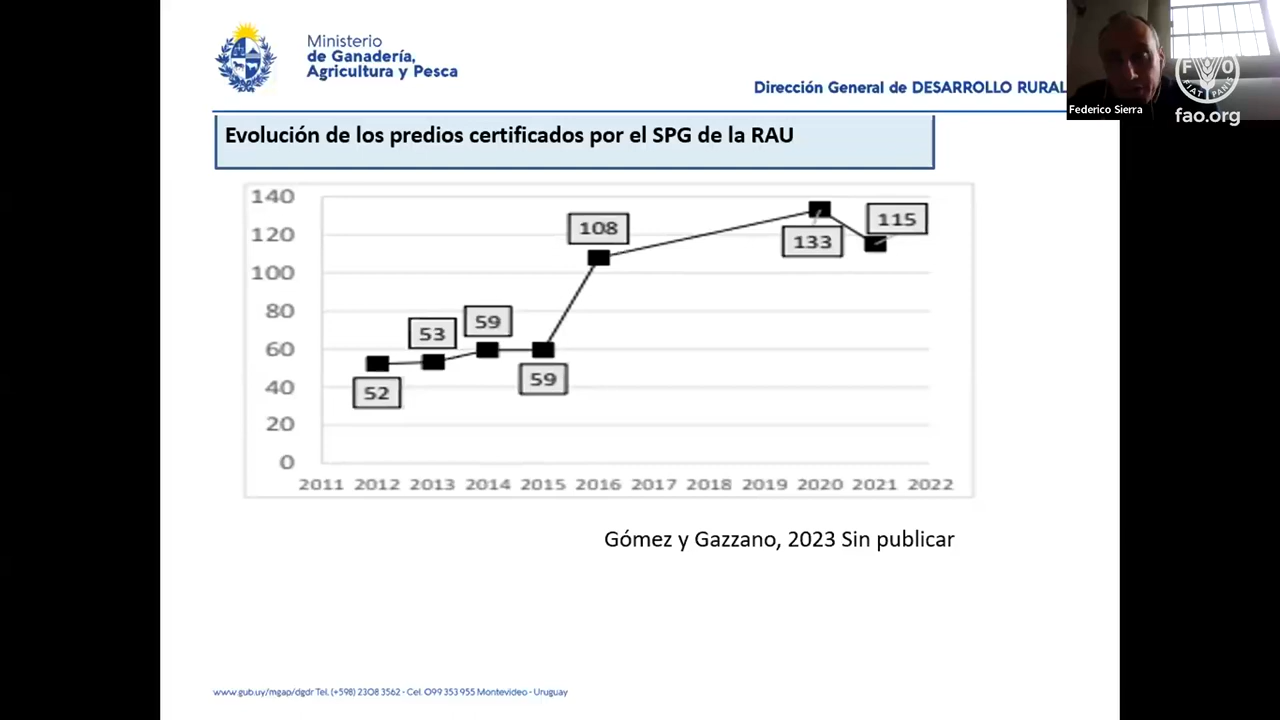 Ministerio
de Ganadería,
Agricultura y Pesca
Dirección General de DESARROLLO RURAL
Federico Sierra
FAO
FIAT PANIS
fao.org
Evolución de los predios certificados por el SPG de la RAU
140
120
100
80
60
40
20
0
52
53
59
59
108
133
115
2011 2012 2013 2014 2015 2016 2017 2018 2019 2020 2021 2022
Gómez y Gazzano, 2023 Sin publicar
www.gub.uy/mgap/dgdr Tel. (+598) 2308 3562 - Cel. 099 353 955 Montevideo - Uruguay